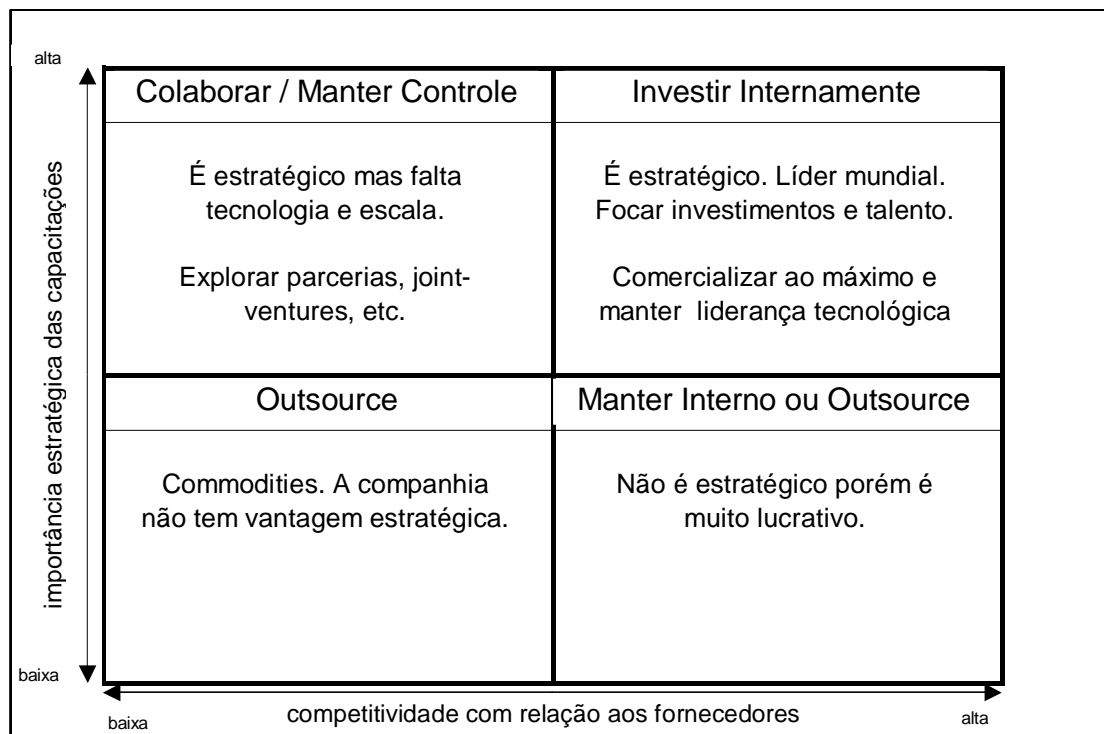 alta
Colaborar / Manter Controle
É estratégico mas falta
tecnologia e escala.
Explorar parcerias, joint-
ventures, etc.
Investir Internamente
É estratégico. Líder mundial.
Focar investimentos e talento.
Comercializar ao máximo e
manter liderança tecnológica
importância estratégica das capacitações
Outsource
Commodities. A companhia
não tem vantagem estratégica.
Manter Interno ou Outsource
Não é estratégico porém é
muito lucrativo.
baixa
baixa
competitividade com relação aos fornecedores
alta